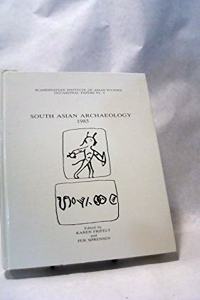 SCANDINAVIAN INSTITUTE OF ASIAN STUDIES
OCCASIONAL PAPERS No. 4
SOUTH ASIAN ARCHAEOLOGY
1985
Edited by
KAREN FRIFELT
and
PER SØRENSEN